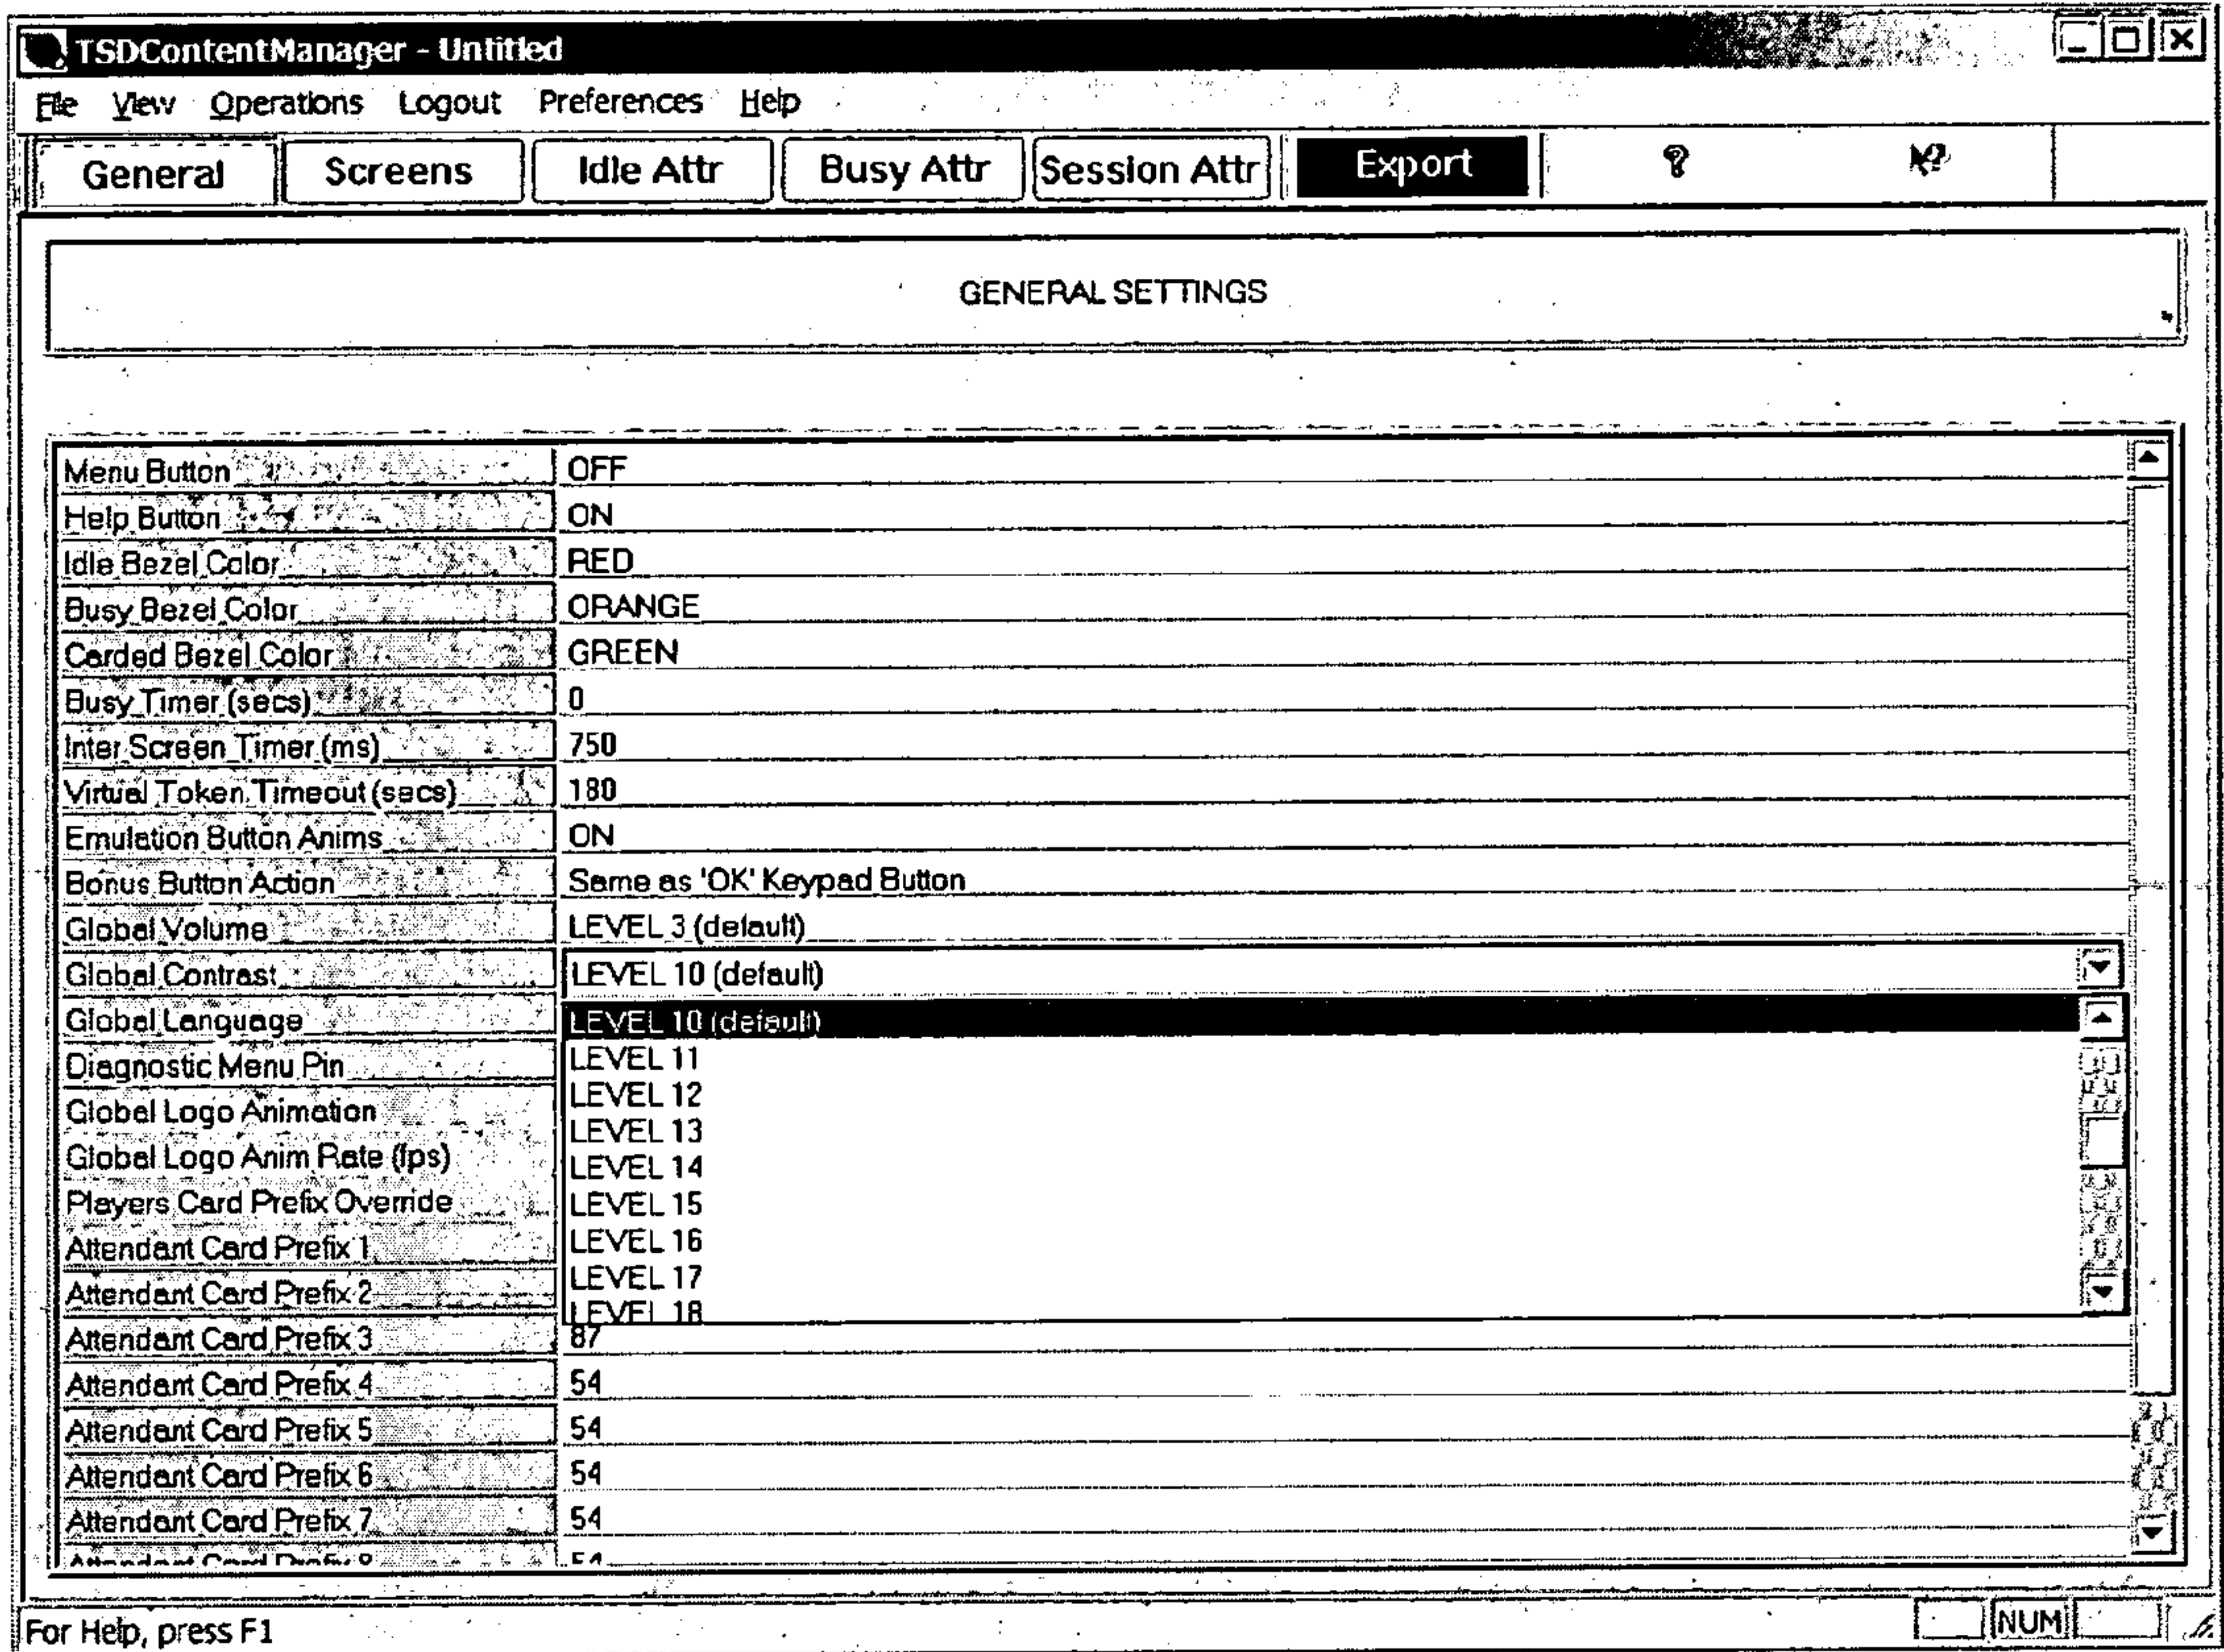 TSDContentManager - Untitled
File View Operations Logout Preferences Help
General Screens Idle Attr Busy Attr Session Attr Export
GENERAL SETTINGS
Menu Button OFF
Help Button ON
Idle Bezel Color RED
Busy Bezel Color ORANGE
Carded Bezel Color GREEN
Busy Timer (secs) 0
Inter Screen Timer (ms) 750
Virtual Token Timeout (secs) 180
Emulation Button Anims ON
Bonus Button Action Same as 'OK' Keypad Button
Global Volume LEVEL 3 (default)
Global Contrast LEVEL 10 (default)
Global Language LEVEL 10 (default)
Diagnostic Menu Pin LEVEL 11
LEVEL 12
Global Logo Animation LEVEL 13
Global Logo Anim Rate (fps) LEVEL 14
Players Card Prefix Override LEVEL 15
Attendant Card Prefix 1 LEVEL 16
Attendant Card Prefix 2 LEVEL 17
LEVEL 18
Attendant Card Prefix 3 87
Attendant Card Prefix 4 54
Attendant Card Prefix 5 54
Attendant Card Prefix 6 54
Attendant Card Prefix 7 54
Attendant Card Prefix 8 54
For Help, press F1 NUM